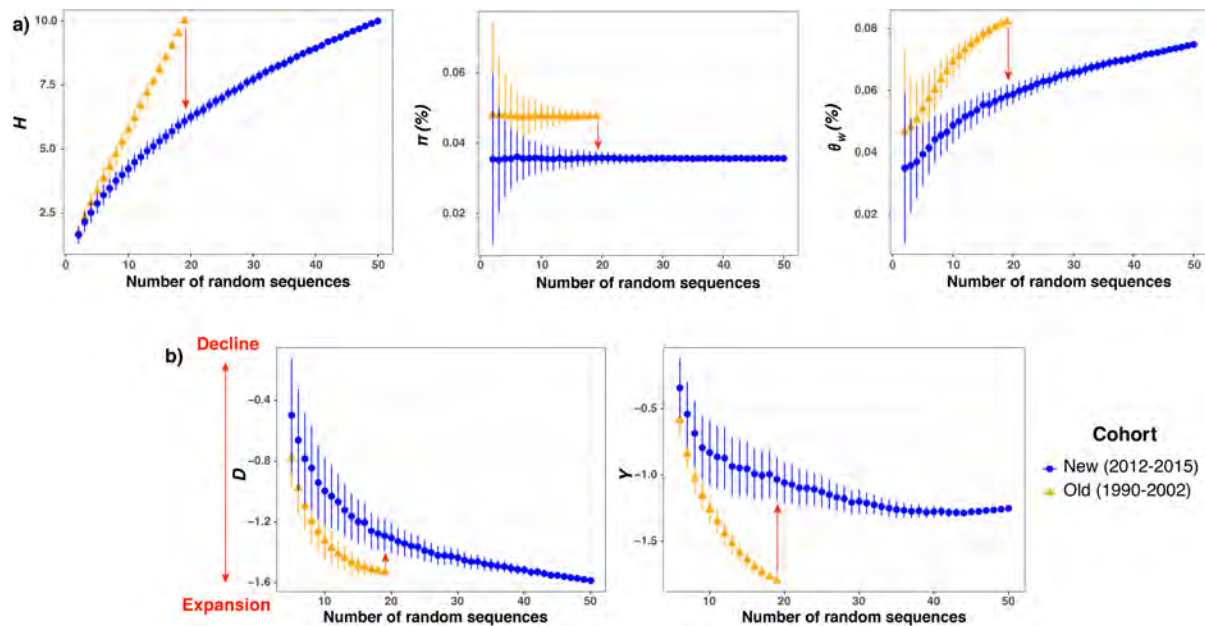 a)
H
10.0
7.5
5.0
2.5
0 10 20 30 40 50
Number of random sequences
π (%)
0.06
0.04
0.02
0 10 20 30 40 50
Number of random sequences
θw (%)
0.08
0.06
0.04
0.02
0 10 20 30 40 50
Number of random sequences
b)
Decline
Expansion
D
−0.4
−0.8
−1.2
−1.6
10 20 30 40 50
Number of random sequences
Y
−0.5
−1.0
−1.5
10 20 30 40 50
Number of random sequences
Cohort
New (2012-2015)
Old (1990-2002)